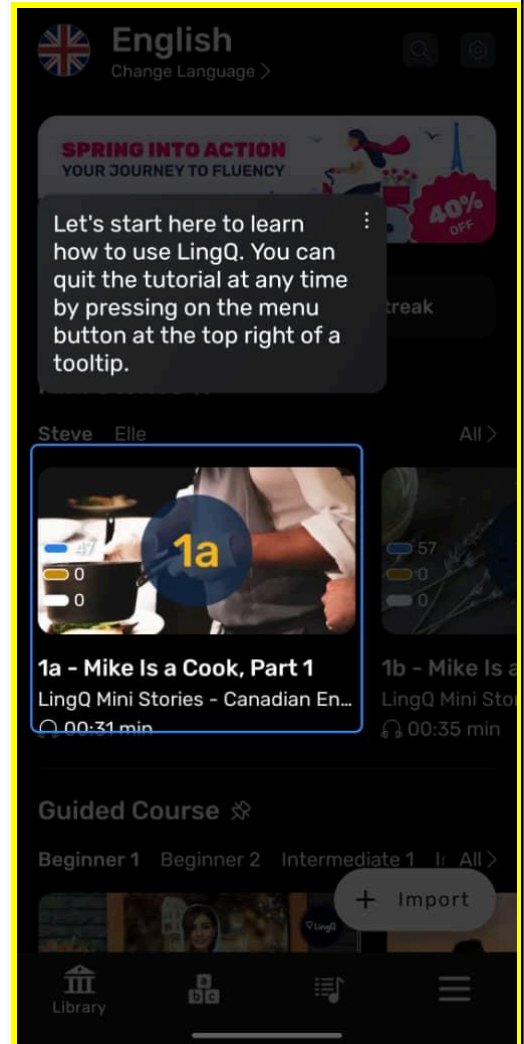 English
Change Language >
SPRING INTO ACTION
YOUR JOURNEY TO FLUENCY
40%
OFF
Let's start here to learn
how to use LingQ. You can
quit the tutorial at any time
by pressing on the menu
button at the top right of a
tooltip.
treak
Steve Elle All >
47
0
0
1a
57
0
0
1a - Mike Is a Cook, Part 1
LingQ Mini Stories - Canadian En...
00:31 min
1b - Mike Is a
LingQ Mini Sto
00:35 min
Guided Course
Beginner 1 Beginner 2 Intermediate 1 All >
LingQ
+ Import
a
b c
Library